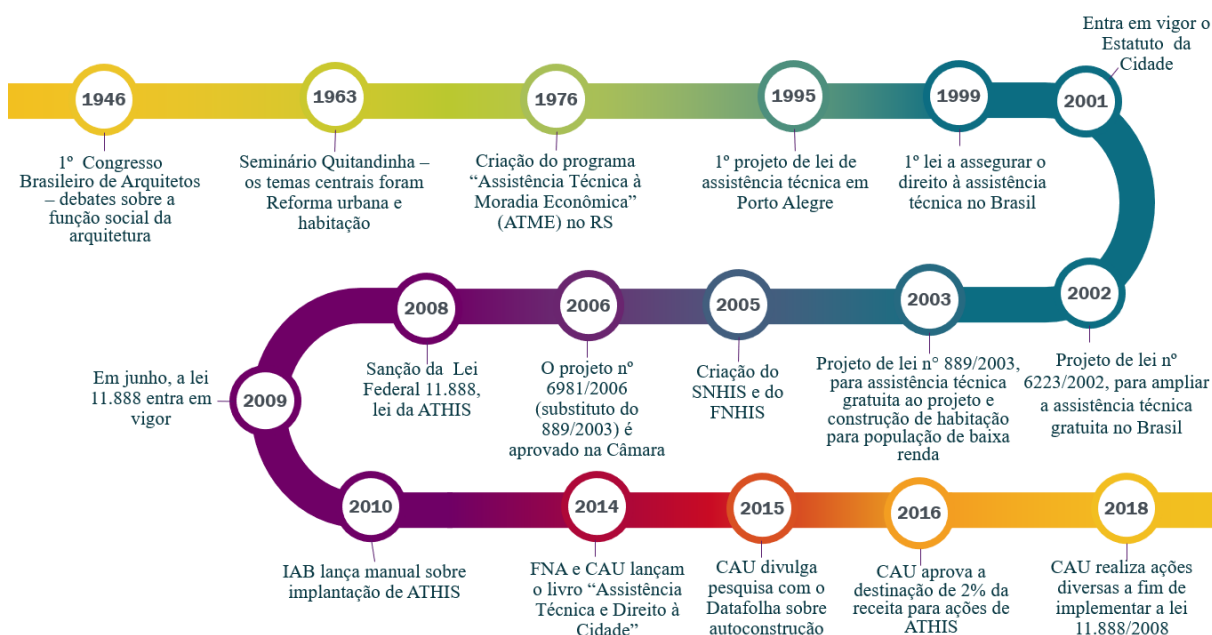 1946
1º Congresso
Brasileiro de Arquitetos
– debates sobre a
função social da
arquitetura
1963
Seminário Quitandinha –
os temas centrais foram
Reforma urbana e
habitação
1976
Criação do programa
“Assistência Técnica à
Moradia Econômica”
(ATME) no RS
1995
1º projeto de lei de
assistência técnica em
Porto Alegre
1999
1º lei a assegurar o
direito à assistência
técnica no Brasil
Entra em vigor o
Estatuto da
Cidade
2001
2002
Projeto de lei nº
6223/2002, para ampliar
a assistência técnica
gratuita no Brasil
2003
Projeto de lei n° 889/2003,
para assistência técnica
gratuita ao projeto e
construção de habitação
para população de baixa
renda
2005
Criação do
SNHIS e do
FNHIS
2006
O projeto nº
6981/2006
(substituto do
889/2003) é
aprovado na Câmara
2008
Sanção da Lei
Federal 11.888,
lei da ATHIS
2009
Em junho, a lei
11.888 entra em
vigor
2010
IAB lança manual sobre
implantação de ATHIS
2014
FNA e CAU lançam
o livro “Assistência
Técnica e Direito à
Cidade”
2015
CAU divulga
pesquisa com o
Datafolha sobre
autoconstrução
2016
CAU aprova a
destinação de 2% da
receita para ações de
ATHIS
2018
CAU realiza ações
diversas a fim de
implementar a lei
11.888/2008